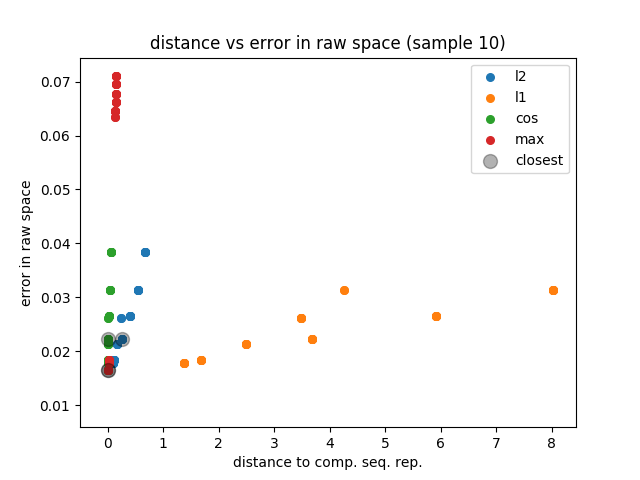 distance vs error in raw space (sample 10)
0.07
0.06
0.05
0.04
0.03
0.02
0.01
error in raw space
l2
l1
cos
max
closest
0 1 2 3 4 5 6 7 8
distance to comp. seq. rep.